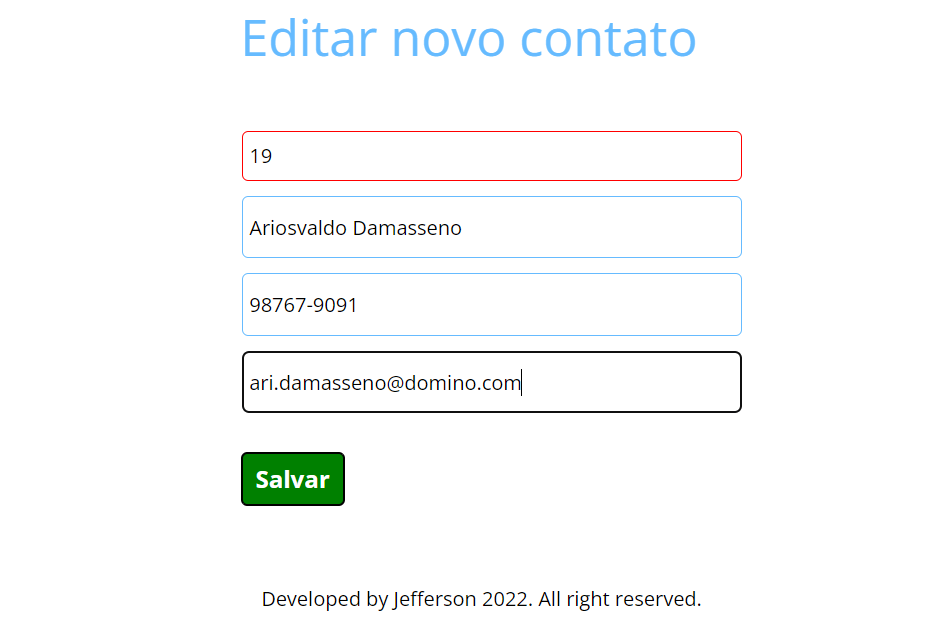 Editar novo contato
19
Ariosvaldo Damasseno
98767-9091
ari.damasseno@domino.com
Salvar
Developed by Jefferson 2022. All right reserved.